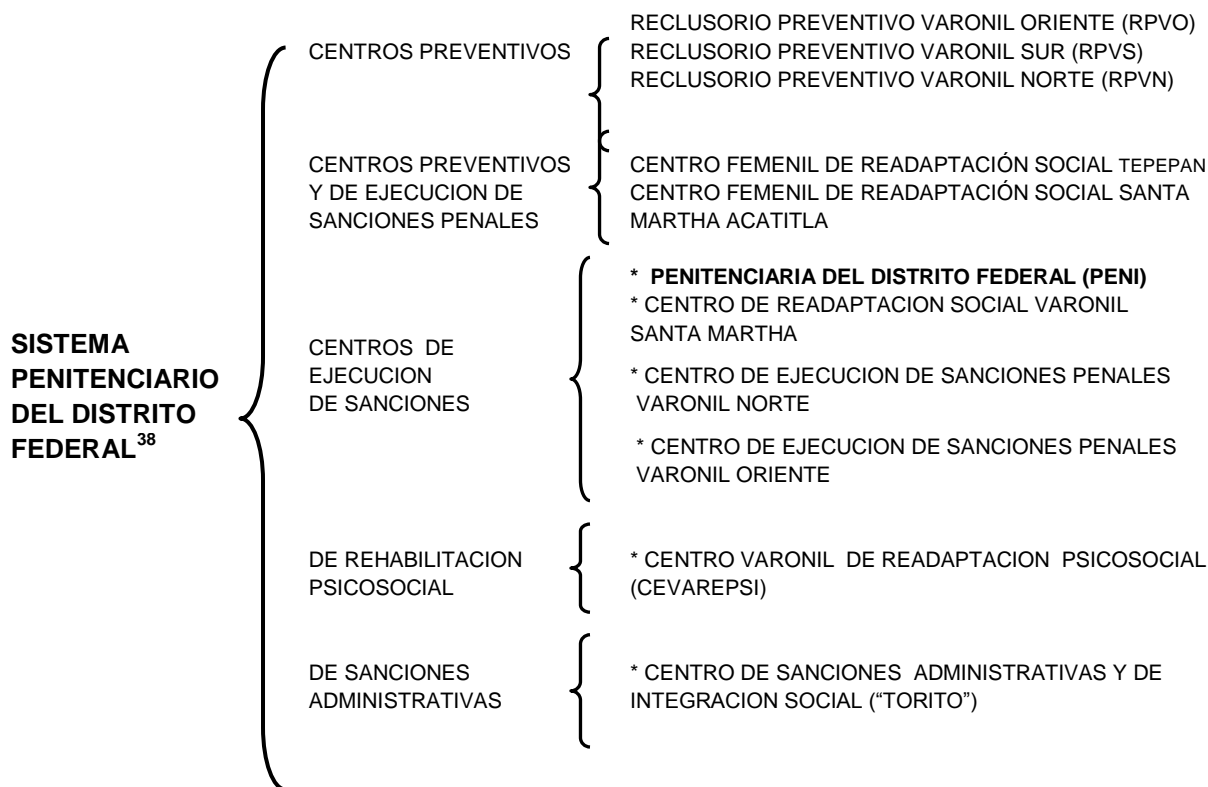 SISTEMA
PENITENCIARIO
DEL DISTRITO
FEDERAL38
CENTROS PREVENTIVOS
RECLUSORIO PREVENTIVO VARONIL ORIENTE (RPVO)
RECLUSORIO PREVENTIVO VARONIL SUR (RPVS)
RECLUSORIO PREVENTIVO VARONIL NORTE (RPVN)
CENTROS PREVENTIVOS
Y DE EJECUCION DE
SANCIONES PENALES
CENTRO FEMENIL DE READAPTACIÓN SOCIAL TEPEPAN
CENTRO FEMENIL DE READAPTACIÓN SOCIAL SANTA
MARTHA ACATITLA
CENTROS DE
EJECUCION
DE SANCIONES
* PENITENCIARIA DEL DISTRITO FEDERAL (PENI)
* CENTRO DE READAPTACION SOCIAL VARONIL
SANTA MARTHA
* CENTRO DE EJECUCION DE SANCIONES PENALES
VARONIL NORTE
* CENTRO DE EJECUCION DE SANCIONES PENALES
VARONIL ORIENTE
DE REHABILITACION
PSICOSOCIAL
* CENTRO VARONIL DE READAPTACION PSICOSOCIAL
(CEVAREPSI)
DE SANCIONES
ADMINISTRATIVAS
* CENTRO DE SANCIONES ADMINISTRATIVAS Y DE
INTEGRACION SOCIAL (“TORITO”)